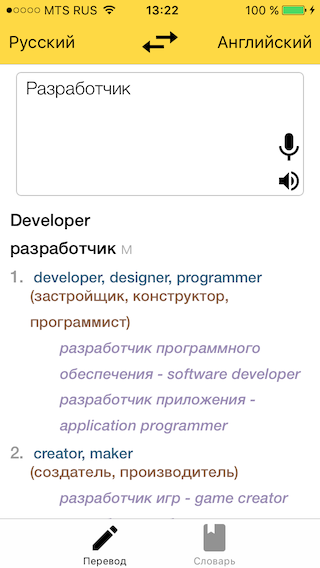 MTS RUS 13:22 100 %
Русский Английский
Разработчик
Developer
разработчик м
1. developer, designer, programmer
(застройщик, конструктор,
программист)
разработчик программного
обеспечения - software developer
разработчик приложения -
application programmer
2. creator, maker
(создатель, производитель)
разработчик игр - game creator
Перевод Словарь